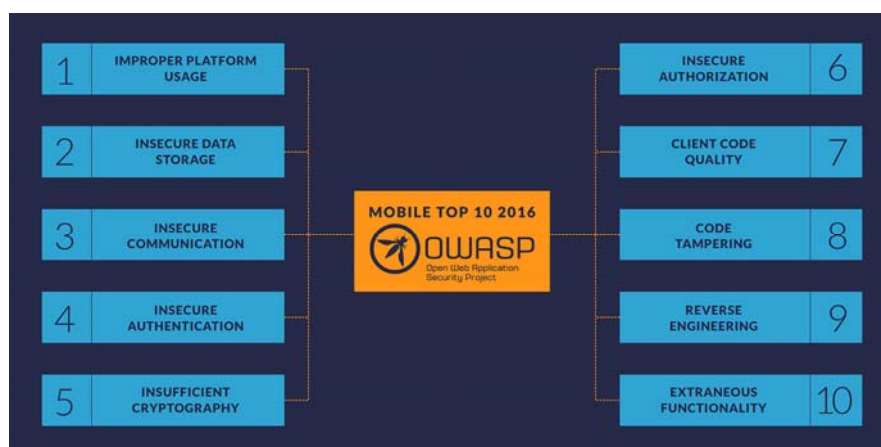 1
IMPROPER PLATFORM
USAGE
2
INSECURE DATA
STORAGE
3
INSECURE
COMMUNICATION
4
INSECURE
AUTHENTICATION
5
INSUFFICIENT
CRYPTOGRAPHY
MOBILE TOP 10 2016
OWASP
Open Web Application
Security Project
INSECURE
AUTHORIZATION
6
CLIENT CODE
QUALITY
7
CODE
TAMPERING
8
REVERSE
ENGINEERING
9
EXTRANEOUS
FUNCTIONALITY
10